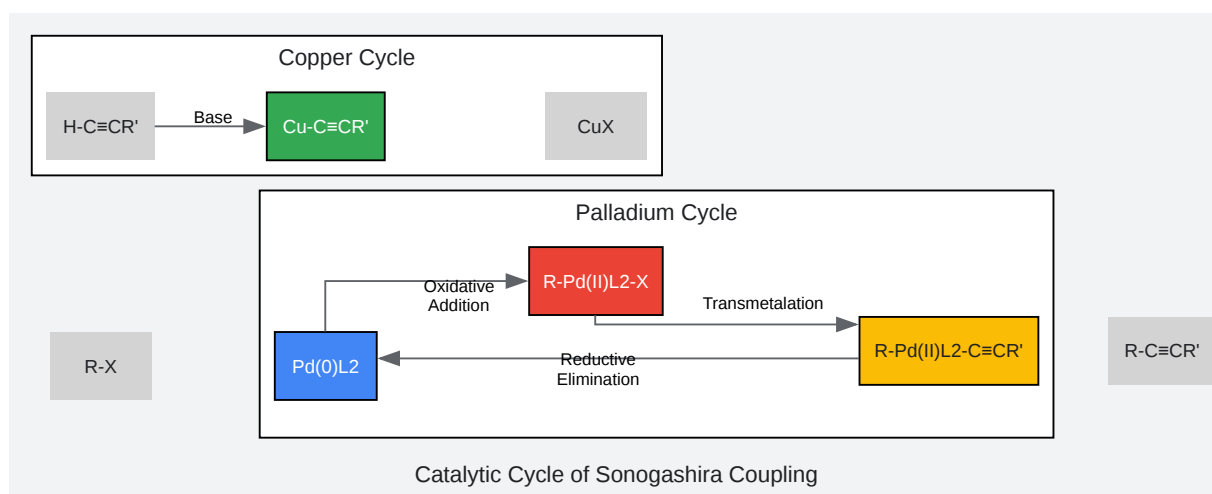 Copper Cycle
H-C≡CR'
Base
Cu-C≡CR'
CuX
Palladium Cycle
R-Pd(II)L2-X
Oxidative
Addition
Transmetalation
R-X
Pd(0)L2
Reductive
Elimination
R-Pd(II)L2-C≡CR'
R-C≡CR'
Catalytic Cycle of Sonogashira Coupling